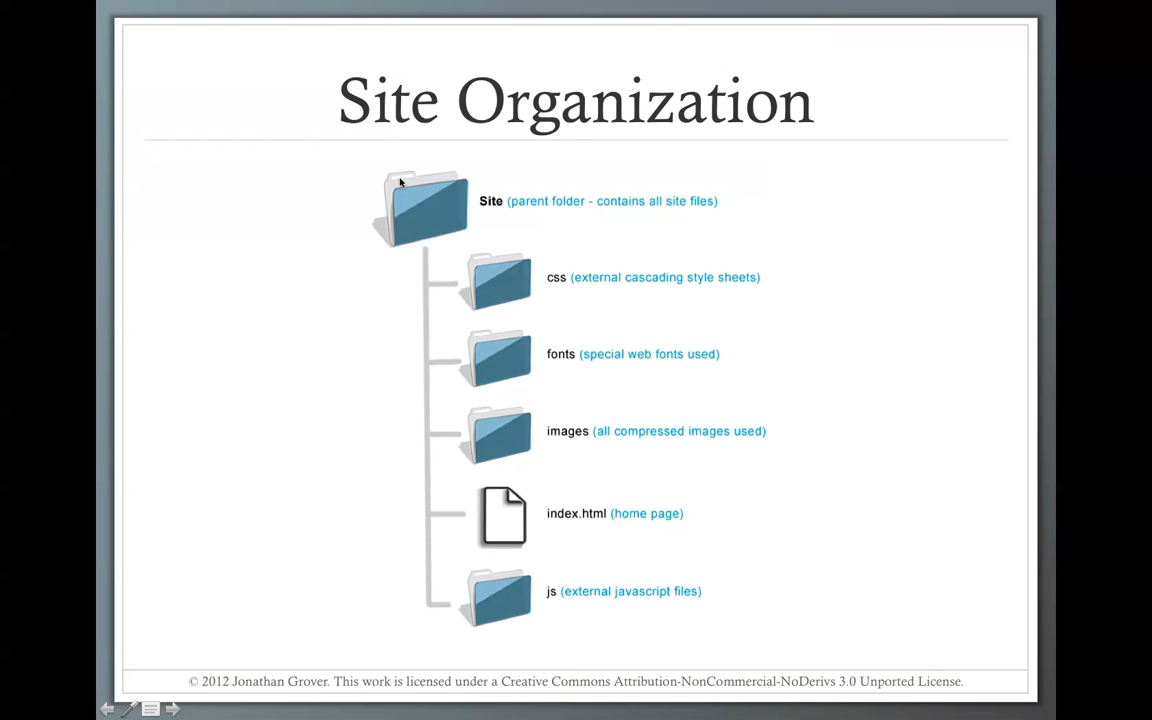 Site Organization
Site (parent folder - contains all site files)
css (external cascading style sheets)
fonts (special web fonts used)
images (all compressed images used)
index.html (home page)
js (external javascript files)
© 2012 Jonathan Grover. This work is licensed under a Creative Commons Attribution-NonCommercial-NoDerivs 3.0 Unported License.